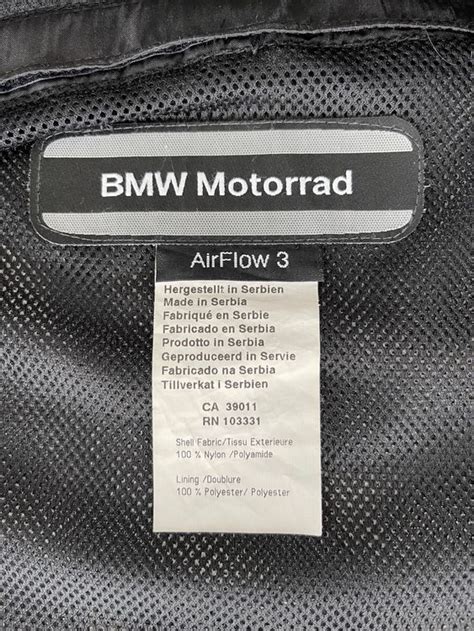 BMW Motorrad
AirFlow 3
Hergestellt in Serbien
Made in Serbia
Fabriqué en Serbie
Fabricado en Serbia
Prodotto in Serbia
Geproduceerd in Servie
Fabricado na Serbia
Tillverkat i Serbien
CA 39011
RN 103331
Shell Fabric/Tissu Exterieure
100 % Nylon /Polyamide
Lining /Doublure
100 % Polyester/ Polyester